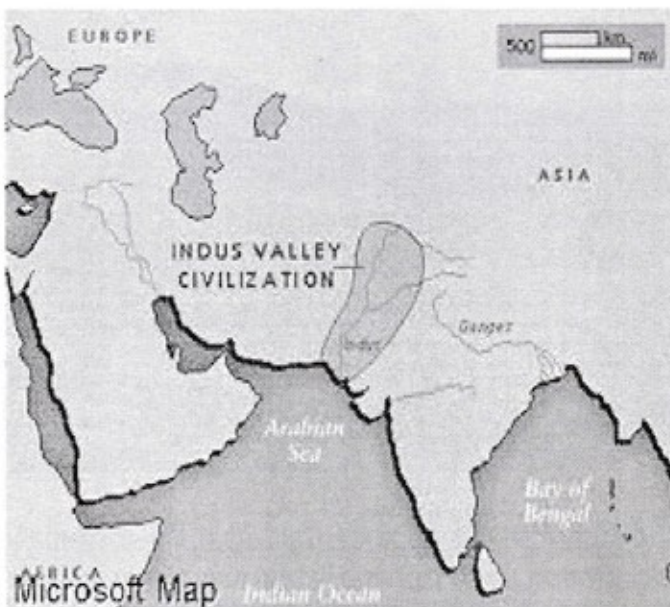 EUROPE
500 km
mi
ASIA
INDUS VALLEY
CIVILIZATION
Indus
Ganges
Arabian
Sea
Bay of
Bengal
AFRICA
Microsoft Map
Indian Ocean